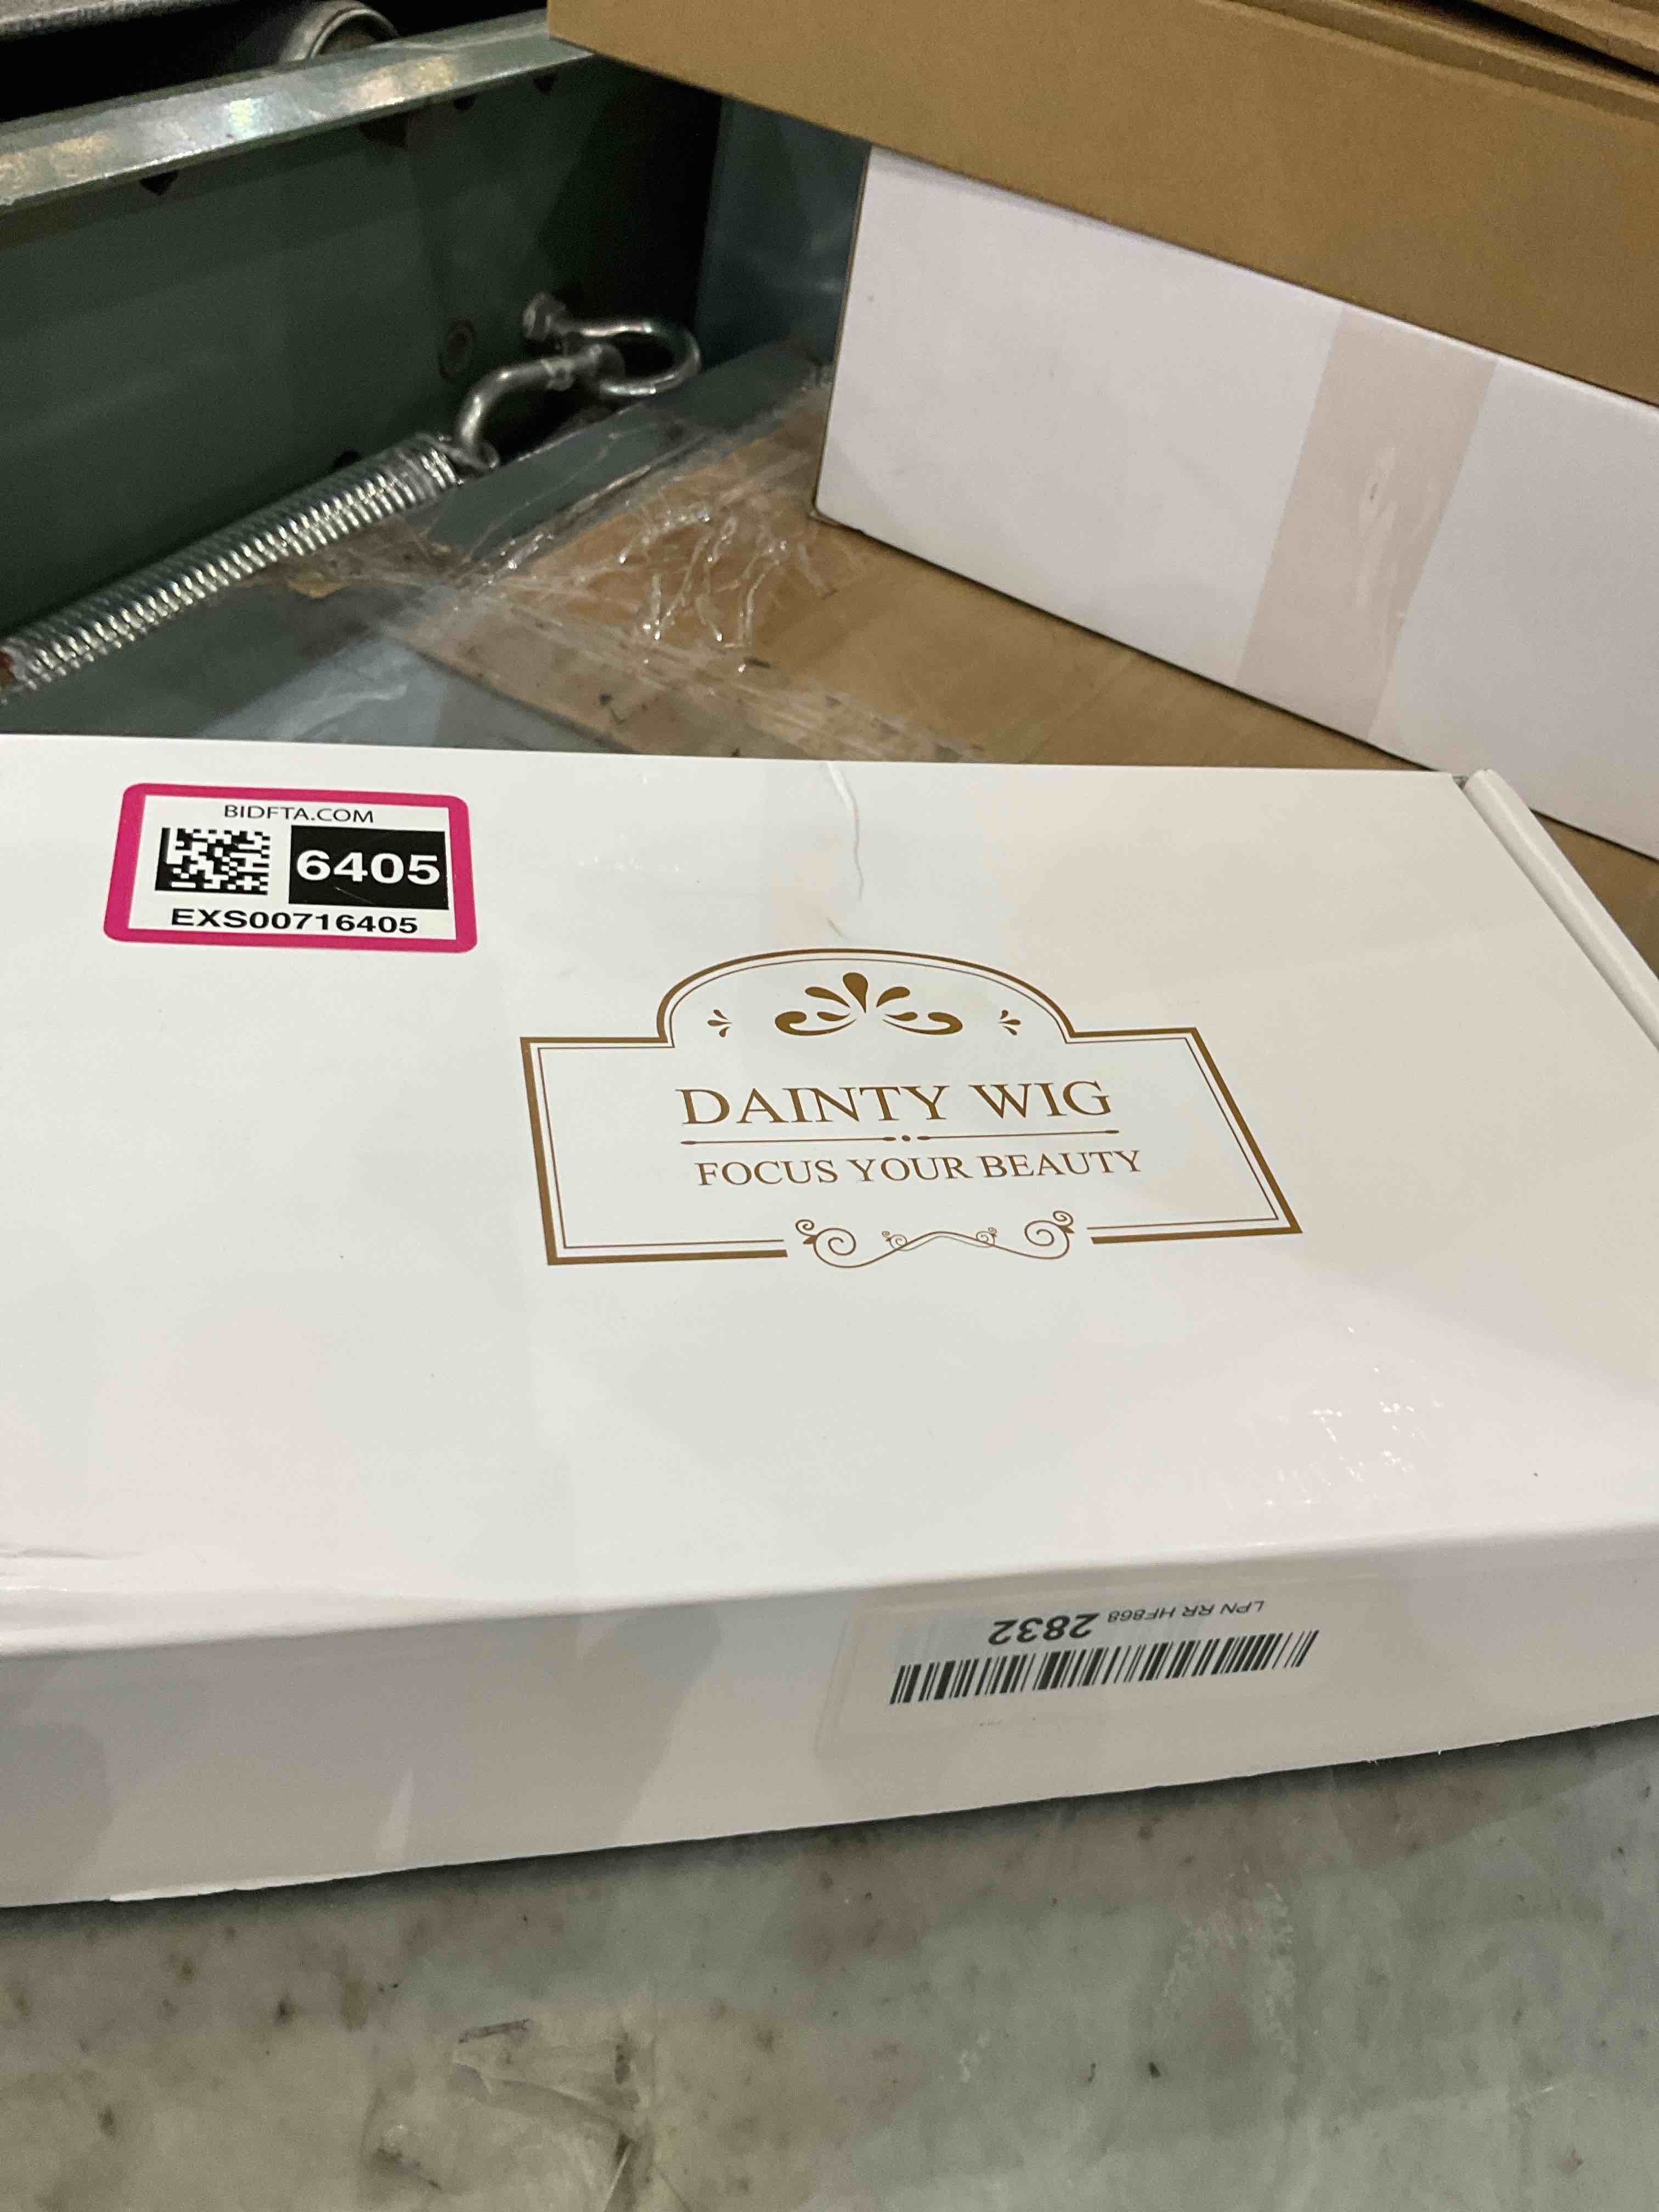 BIDFTA.COM
6405
EXS00716405
DAINTY WIG
FOCUS YOUR BEAUTY
LPN RR HF868 2832